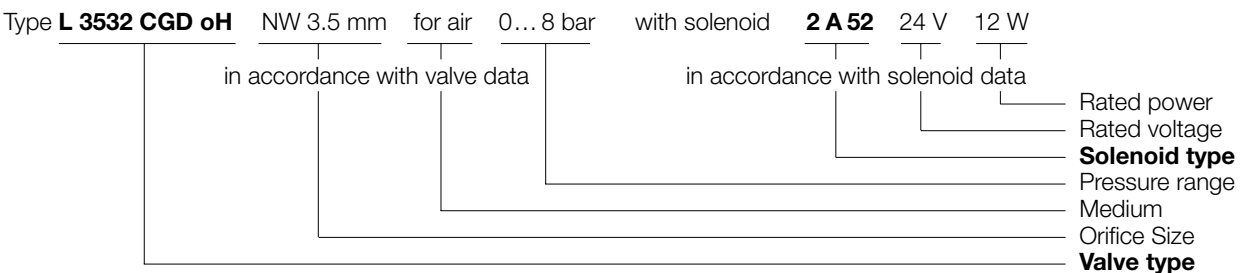 Type L 3532 CGD oH NW 3.5 mm for air 0…8 bar with solenoid 2 A 52 24 V 12 W
in accordance with valve data in accordance with solenoid data
Rated power
Rated voltage
Solenoid type
Pressure range
Medium
Orifice Size
Valve type